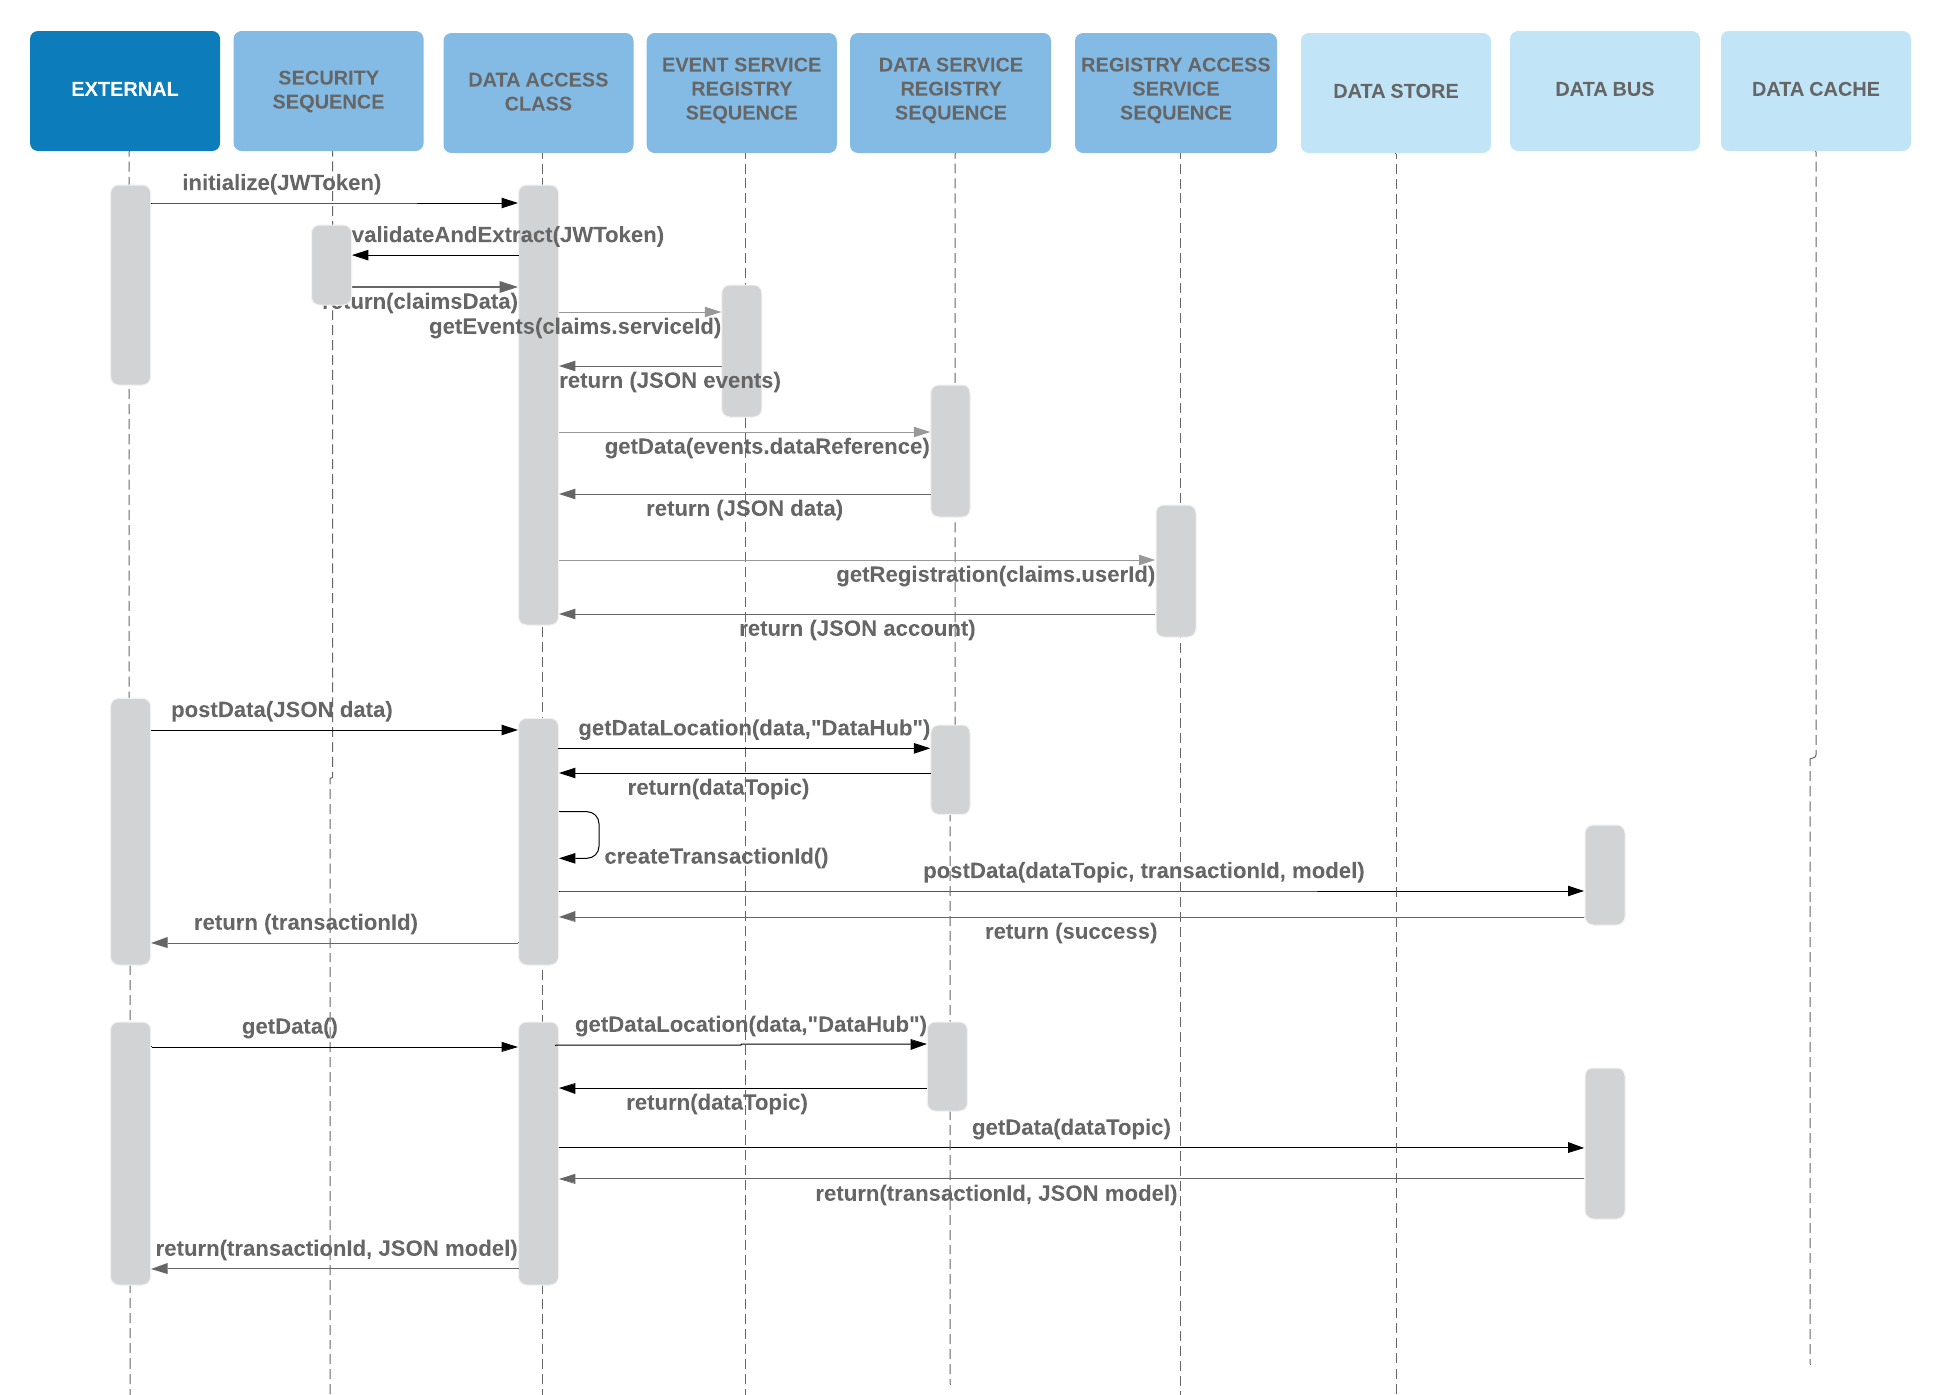 EXTERNAL
SECURITY
SEQUENCE
DATA ACCESS
CLASS
EVENT SERVICE
REGISTRY
SEQUENCE
DATA SERVICE
REGISTRY
SEQUENCE
REGISTRY ACCESS
SERVICE
SEQUENCE
DATA STORE
DATA BUS
DATA CACHE
initialize(JWToken)
validateAndExtract(JWToken)
return(claimsData)
getEvents(claims.serviceId)
return (JSON events)
getData(events.dataReference)
return (JSON data)
getRegistration(claims.userId)
return (JSON account)
postData(JSON data)
getDataLocation(data,"DataHub")
return(dataTopic)
createTransactionId()
postData(dataTopic, transactionId, model)
return (success)
return (transactionId)
getData()
getDataLocation(data,"DataHub")
return(dataTopic)
getData(dataTopic)
return(transactionId, JSON model)
return(transactionId, JSON model)